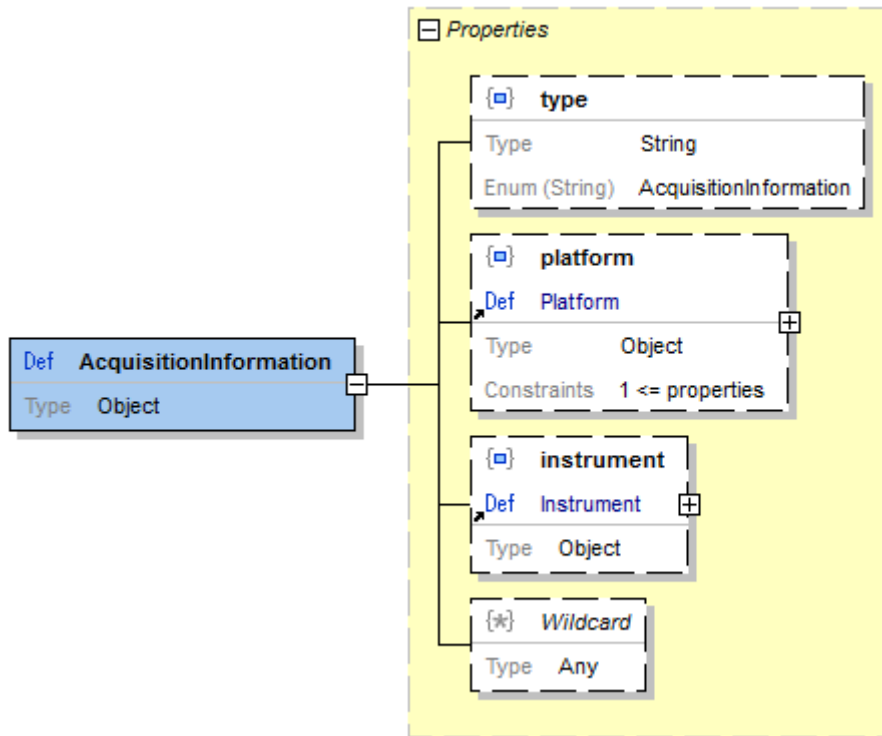 Properties
type
Type String
Enum (String) AcquisitionInformation
platform
Def Platform
Type Object
Constraints 1 <= properties
Def AcquisitionInformation
Type Object
instrument
Def Instrument
Type Object
{*} Wildcard
Type Any